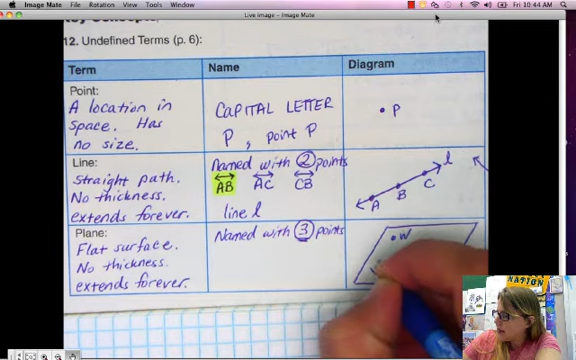 Image Mate File Rotation View Tools Window Fri 10:44 AM
Live Image - Image Mate
12. Undefined Terms (p. 6):
Term Name Diagram
Point:
A location in
space. Has
no size.
CAPITAL LETTER
P, point P
P
Line:
Straight path.
No thickness.
extends forever.
Named with 2 points
AB AC CB
line l
A B C l
Plane:
Flat surface.
No thickness.
extends forever.
Named with 3 points
W